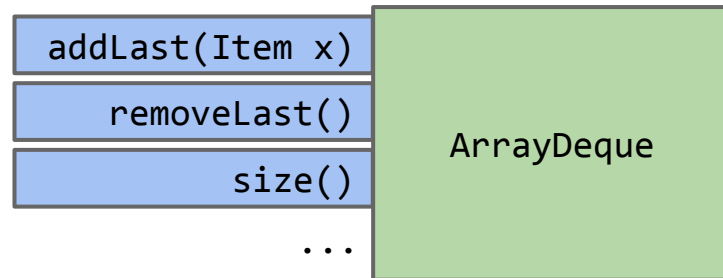 addLast(Item x)
removeLast()
size()
...
ArrayDeque